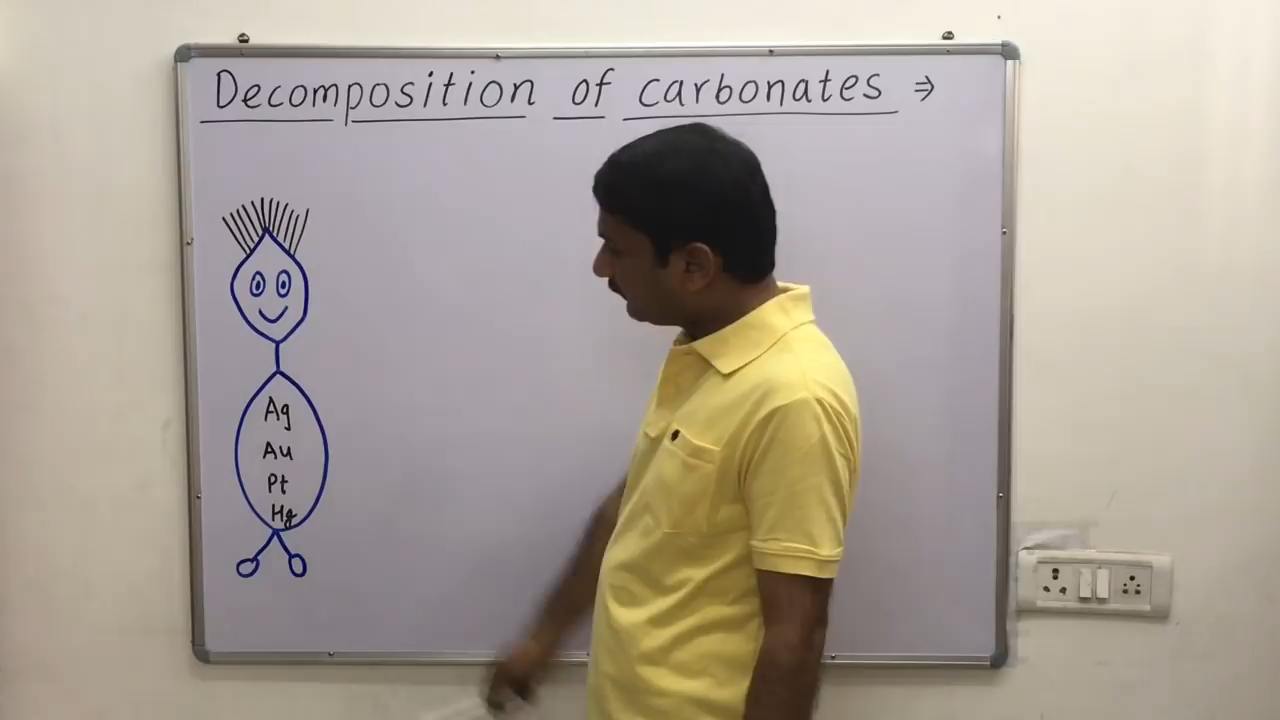 Decomposition of carbonates ⇒
Ag
Au
Pt
Hg